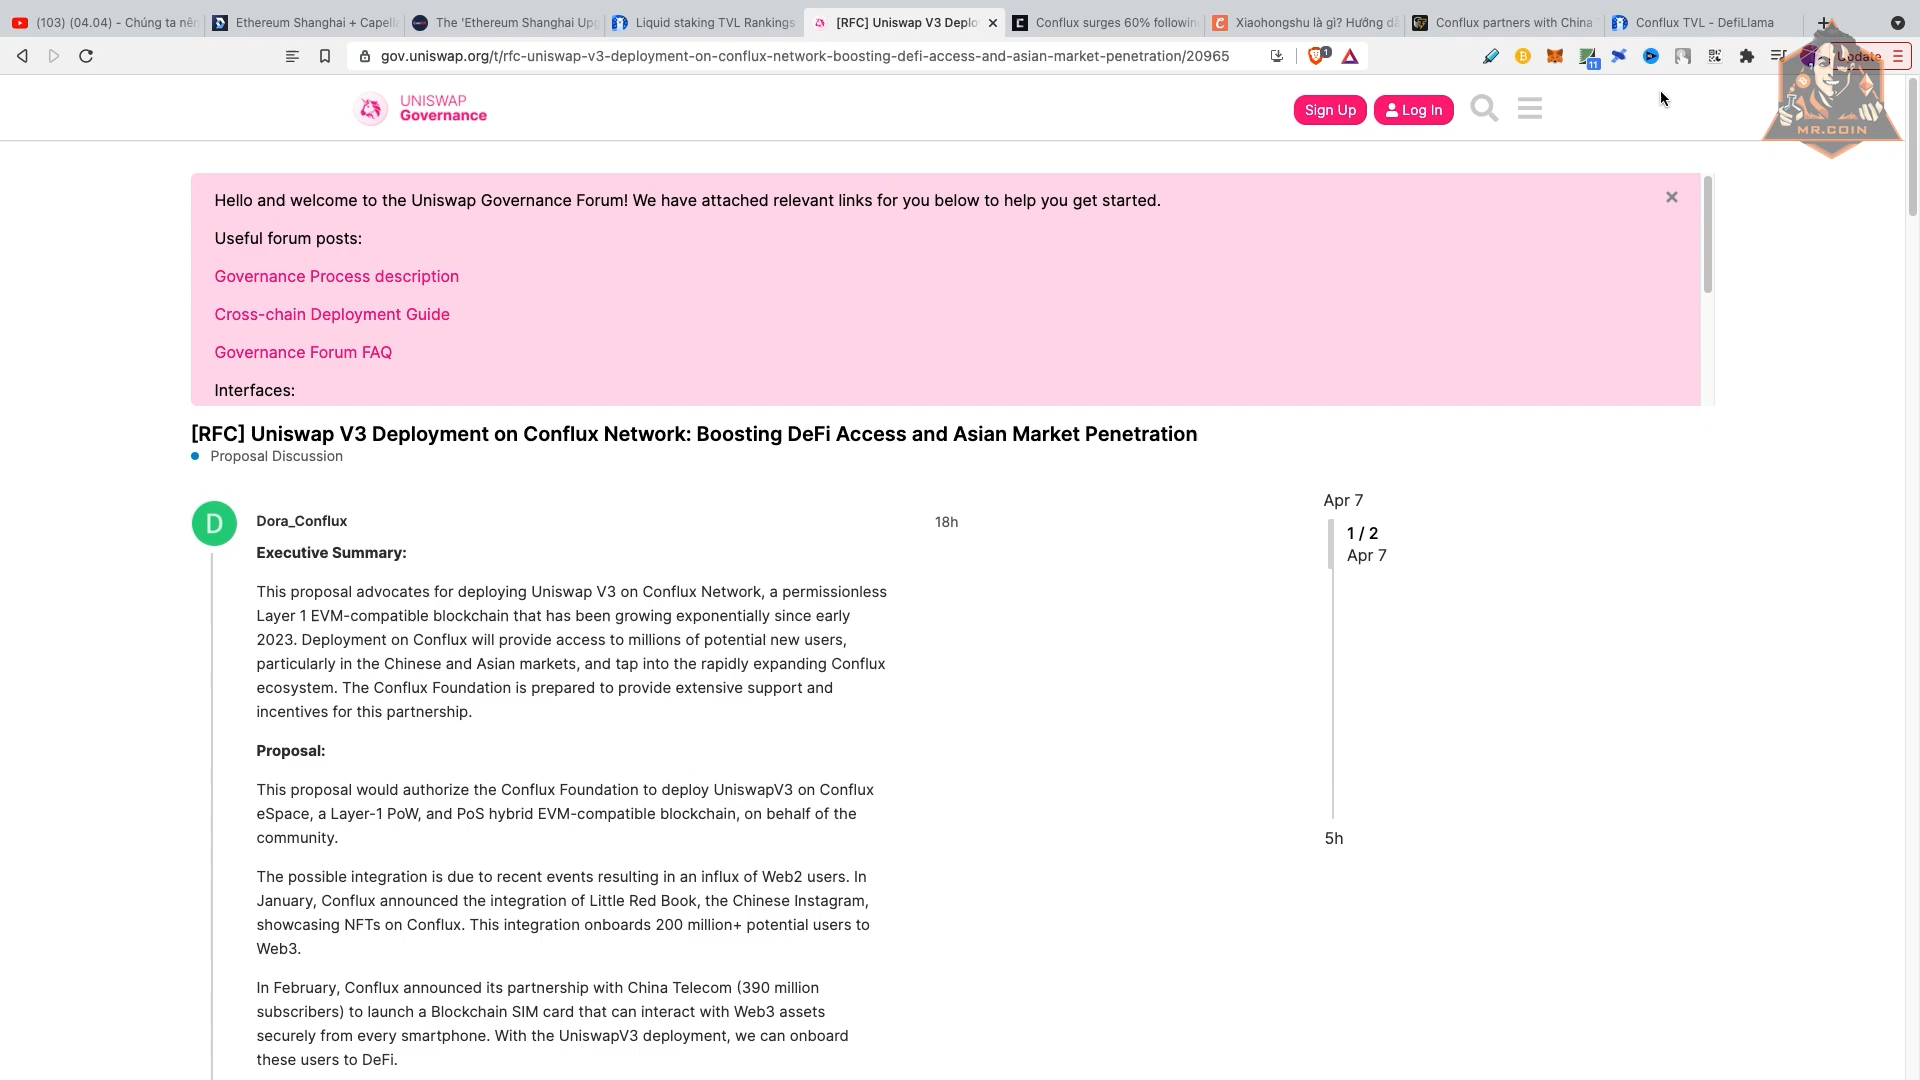 (103) (04.04) - Chúng ta nên
Ethereum Shanghai + Capella
The 'Ethereum Shanghai Upg
Liquid staking TVL Rankings
[RFC] Uniswap V3 Deplo
Conflux surges 60% followin
Xiaohongshu là gì? Hướng dẫ
Conflux partners with China
Conflux TVL - DefiLlama
gov.uniswap.org/t/rfc-uniswap-v3-deployment-on-conflux-network-boosting-defi-access-and-asian-market-penetration/20965
1
11
Update
MR.COIN
UNISWAP
Governance
Sign Up
Log In
Hello and welcome to the Uniswap Governance Forum! We have attached relevant links for you below to help you get started.
Useful forum posts:
Governance Process description
Cross-chain Deployment Guide
Governance Forum FAQ
Interfaces:
[RFC] Uniswap V3 Deployment on Conflux Network: Boosting DeFi Access and Asian Market Penetration
Proposal Discussion
D
Dora_Conflux
18h
Executive Summary:
This proposal advocates for deploying Uniswap V3 on Conflux Network, a permissionless
Layer 1 EVM-compatible blockchain that has been growing exponentially since early
2023. Deployment on Conflux will provide access to millions of potential new users,
particularly in the Chinese and Asian markets, and tap into the rapidly expanding Conflux
ecosystem. The Conflux Foundation is prepared to provide extensive support and
incentives for this partnership.
Proposal:
This proposal would authorize the Conflux Foundation to deploy UniswapV3 on Conflux
eSpace, a Layer-1 PoW, and PoS hybrid EVM-compatible blockchain, on behalf of the
community.
The possible integration is due to recent events resulting in an influx of Web2 users. In
January, Conflux announced the integration of Little Red Book, the Chinese Instagram,
showcasing NFTs on Conflux. This integration onboards 200 million+ potential users to
Web3.
In February, Conflux announced its partnership with China Telecom (390 million
subscribers) to launch a Blockchain SIM card that can interact with Web3 assets
securely from every smartphone. With the UniswapV3 deployment, we can onboard
these users to DeFi.
Apr 7
1 / 2
Apr 7
5h